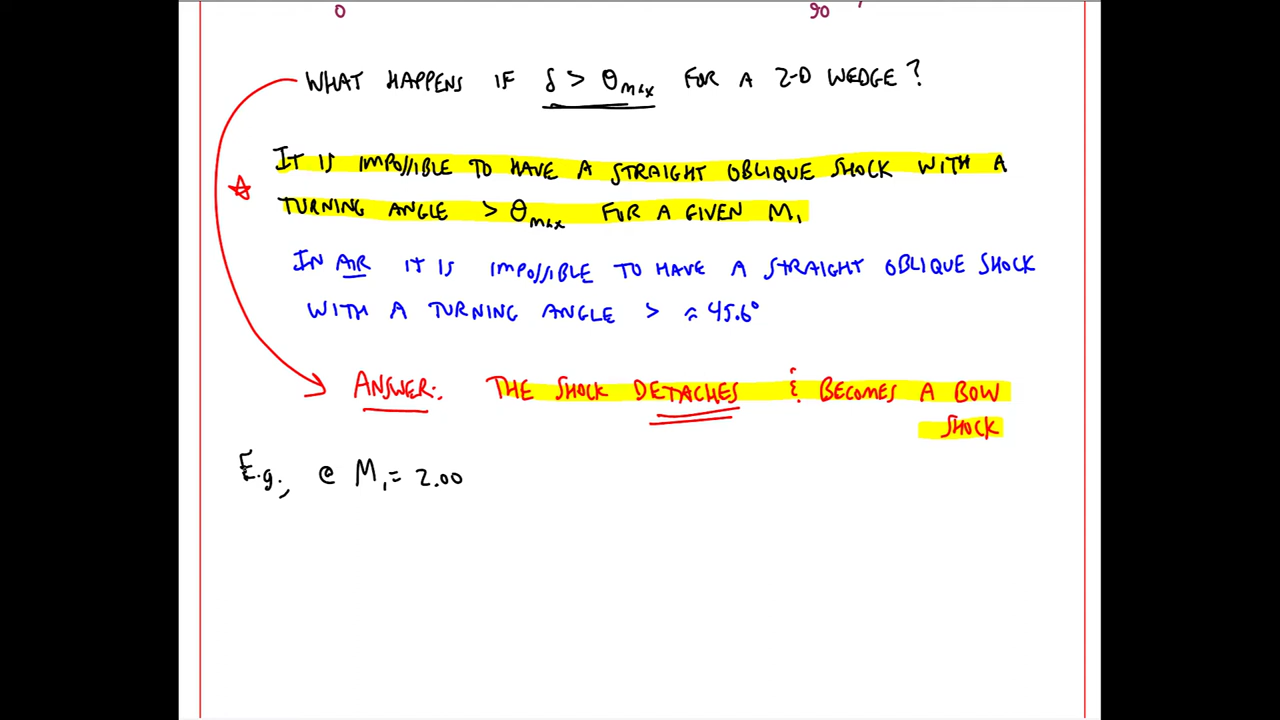 0 90
WHAT HAPPENS IF δ > θmax FOR A 2-D WEDGE?
IT IS IMPOSSIBLE TO HAVE A STRAIGHT OBLIQUE SHOCK WITH A
TURNING ANGLE > θmax FOR A GIVEN M₁
IN AIR IT IS IMPOSSIBLE TO HAVE A STRAIGHT OBLIQUE SHOCK
WITH A TURNING ANGLE > ≈ 45.6°
ANSWER: THE SHOCK DETACHES & BECOMES A BOW
SHOCK
E.g., @ M₁ = 2.00